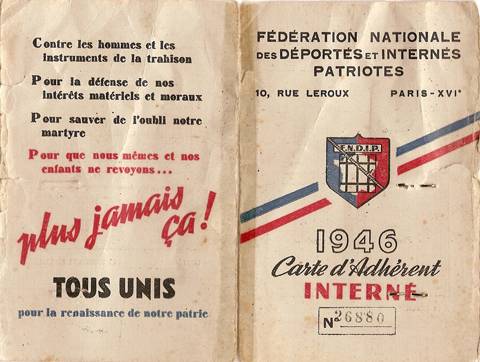 Contre les hommes et les
instruments de la trahison
Pour la défense de nos
intérêts matériels et moraux
Pour sauver de l'oubli notre
martyre
Pour que nous mêmes et nos
enfants ne revoyons...
plus jamais
ça!
TOUS UNIS
pour la renaissance de notre patrie
FÉDÉRATION NATIONALE
DES DÉPORTÉS ET INTERNÉS
PATRIOTES
10, RUE LEROUX PARIS-XVIe
F.N.D.I.P.
1946
Carte d'Adhérent
INTERNÉ
N° 26880